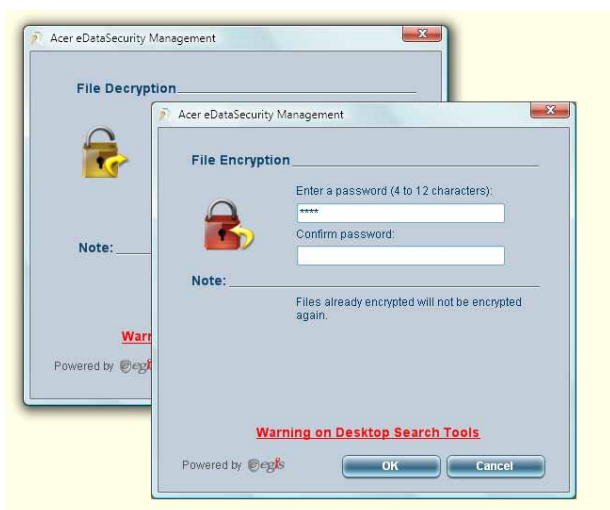 Acer eDataSecurity Management
File Decryption
Note:
Powered by egis
Acer eDataSecurity Management
File Encryption
Enter a password (4 to 12 characters):
****
Confirm password:
Note:
Files already encrypted will not be encrypted
again.
Warning on Desktop Search Tools
Powered by egis
OK
Cancel